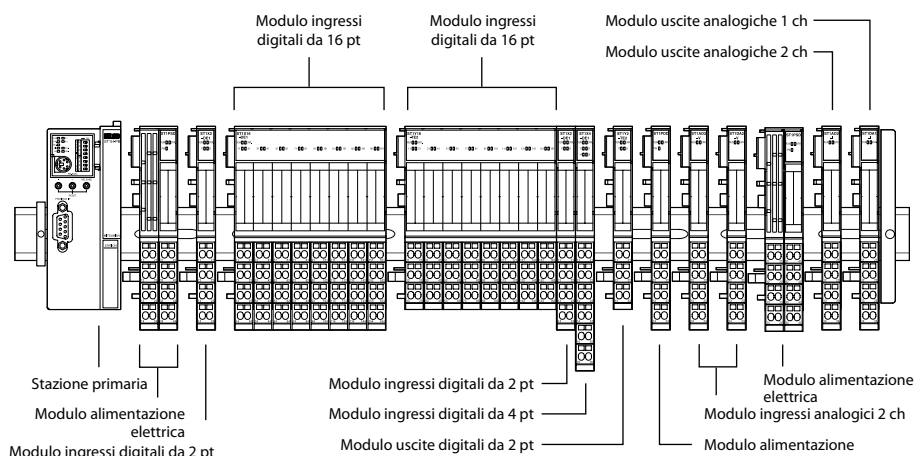 Modulo ingressi
digitali da 16 pt
Modulo ingressi
digitali da 16 pt
Modulo uscite analogiche 1 ch
Modulo uscite analogiche 2 ch
Stazione primaria
Modulo alimentazione
elettrica
Modulo ingressi digitali da 2 pt
Modulo ingressi digitali da 2 pt
Modulo ingressi digitali da 4 pt
Modulo uscite digitali da 2 pt
Modulo alimentazione
elettrica
Modulo ingressi analogici 2 ch
Modulo alimentazione